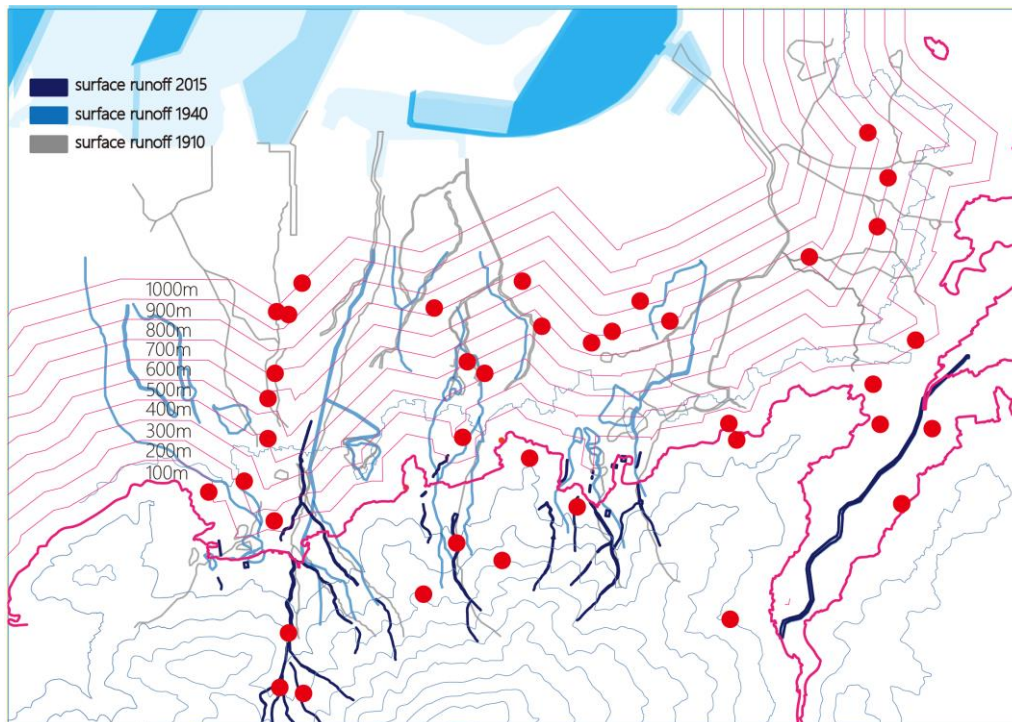 surface runoff 2015
surface runoff 1940
surface runoff 1910
1000m
900m
800m
700m
600m
500m
400m
300m
200m
100m